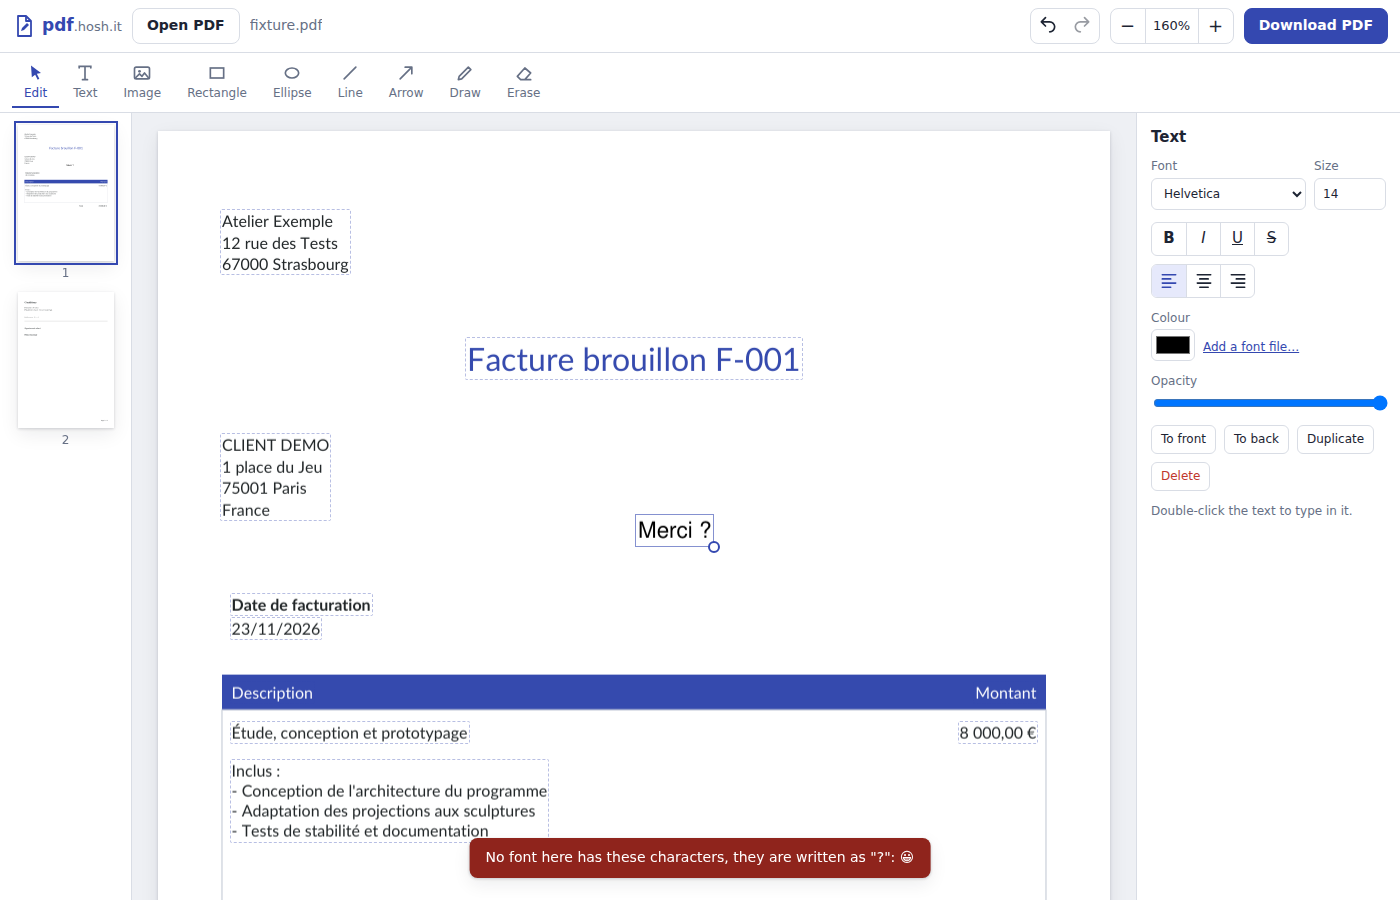 pdf.hosh.it
Open PDF
fixture.pdf
160%
Download PDF
Edit
Text
Image
Rectangle
Ellipse
Line
Arrow
Draw
Erase
1
2
Atelier Exemple
12 rue des Tests
67000 Strasbourg
Facture brouillon F-001
CLIENT DEMO
1 place du Jeu
75001 Paris
France
Merci ?
Date de facturation
23/11/2026
Description Montant
Étude, conception et prototypage 8 000,00 €
Inclus :
- Conception de l'architecture du programme
- Adaptation des projections aux sculptures
- Tests de stabilité et documentation
No font here has these characters, they are written as "?": 😀
Text
Font Size
Helvetica 14
B I U S
Colour
Add a font file...
Opacity
To front To back Duplicate
Delete
Double-click the text to type in it.